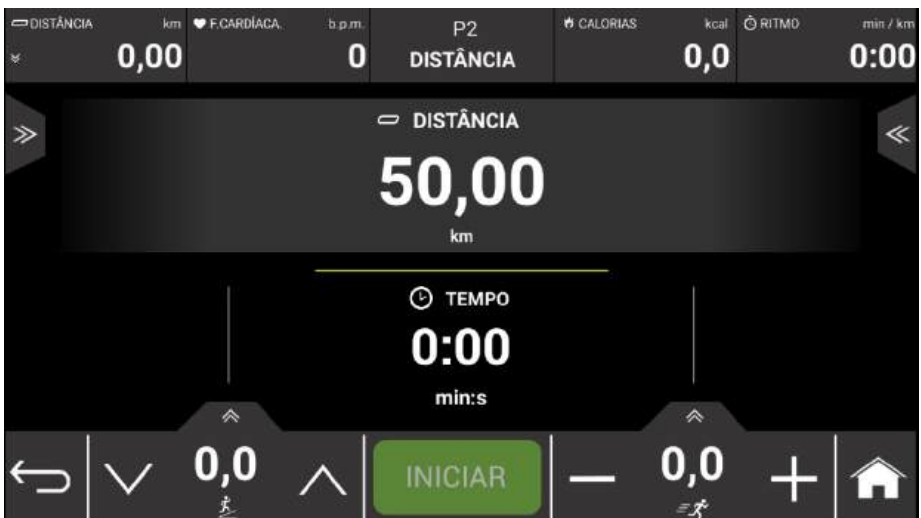 DISTÂNCIA km
0,00
F.CARDÍACA. b.p.m.
0
P2
DISTÂNCIA
CALORIAS kcal
0,0
RITMO min / km
0:00
DISTÂNCIA
50,00
km
TEMPO
0:00
min:s
0,0
INICIAR
0,0